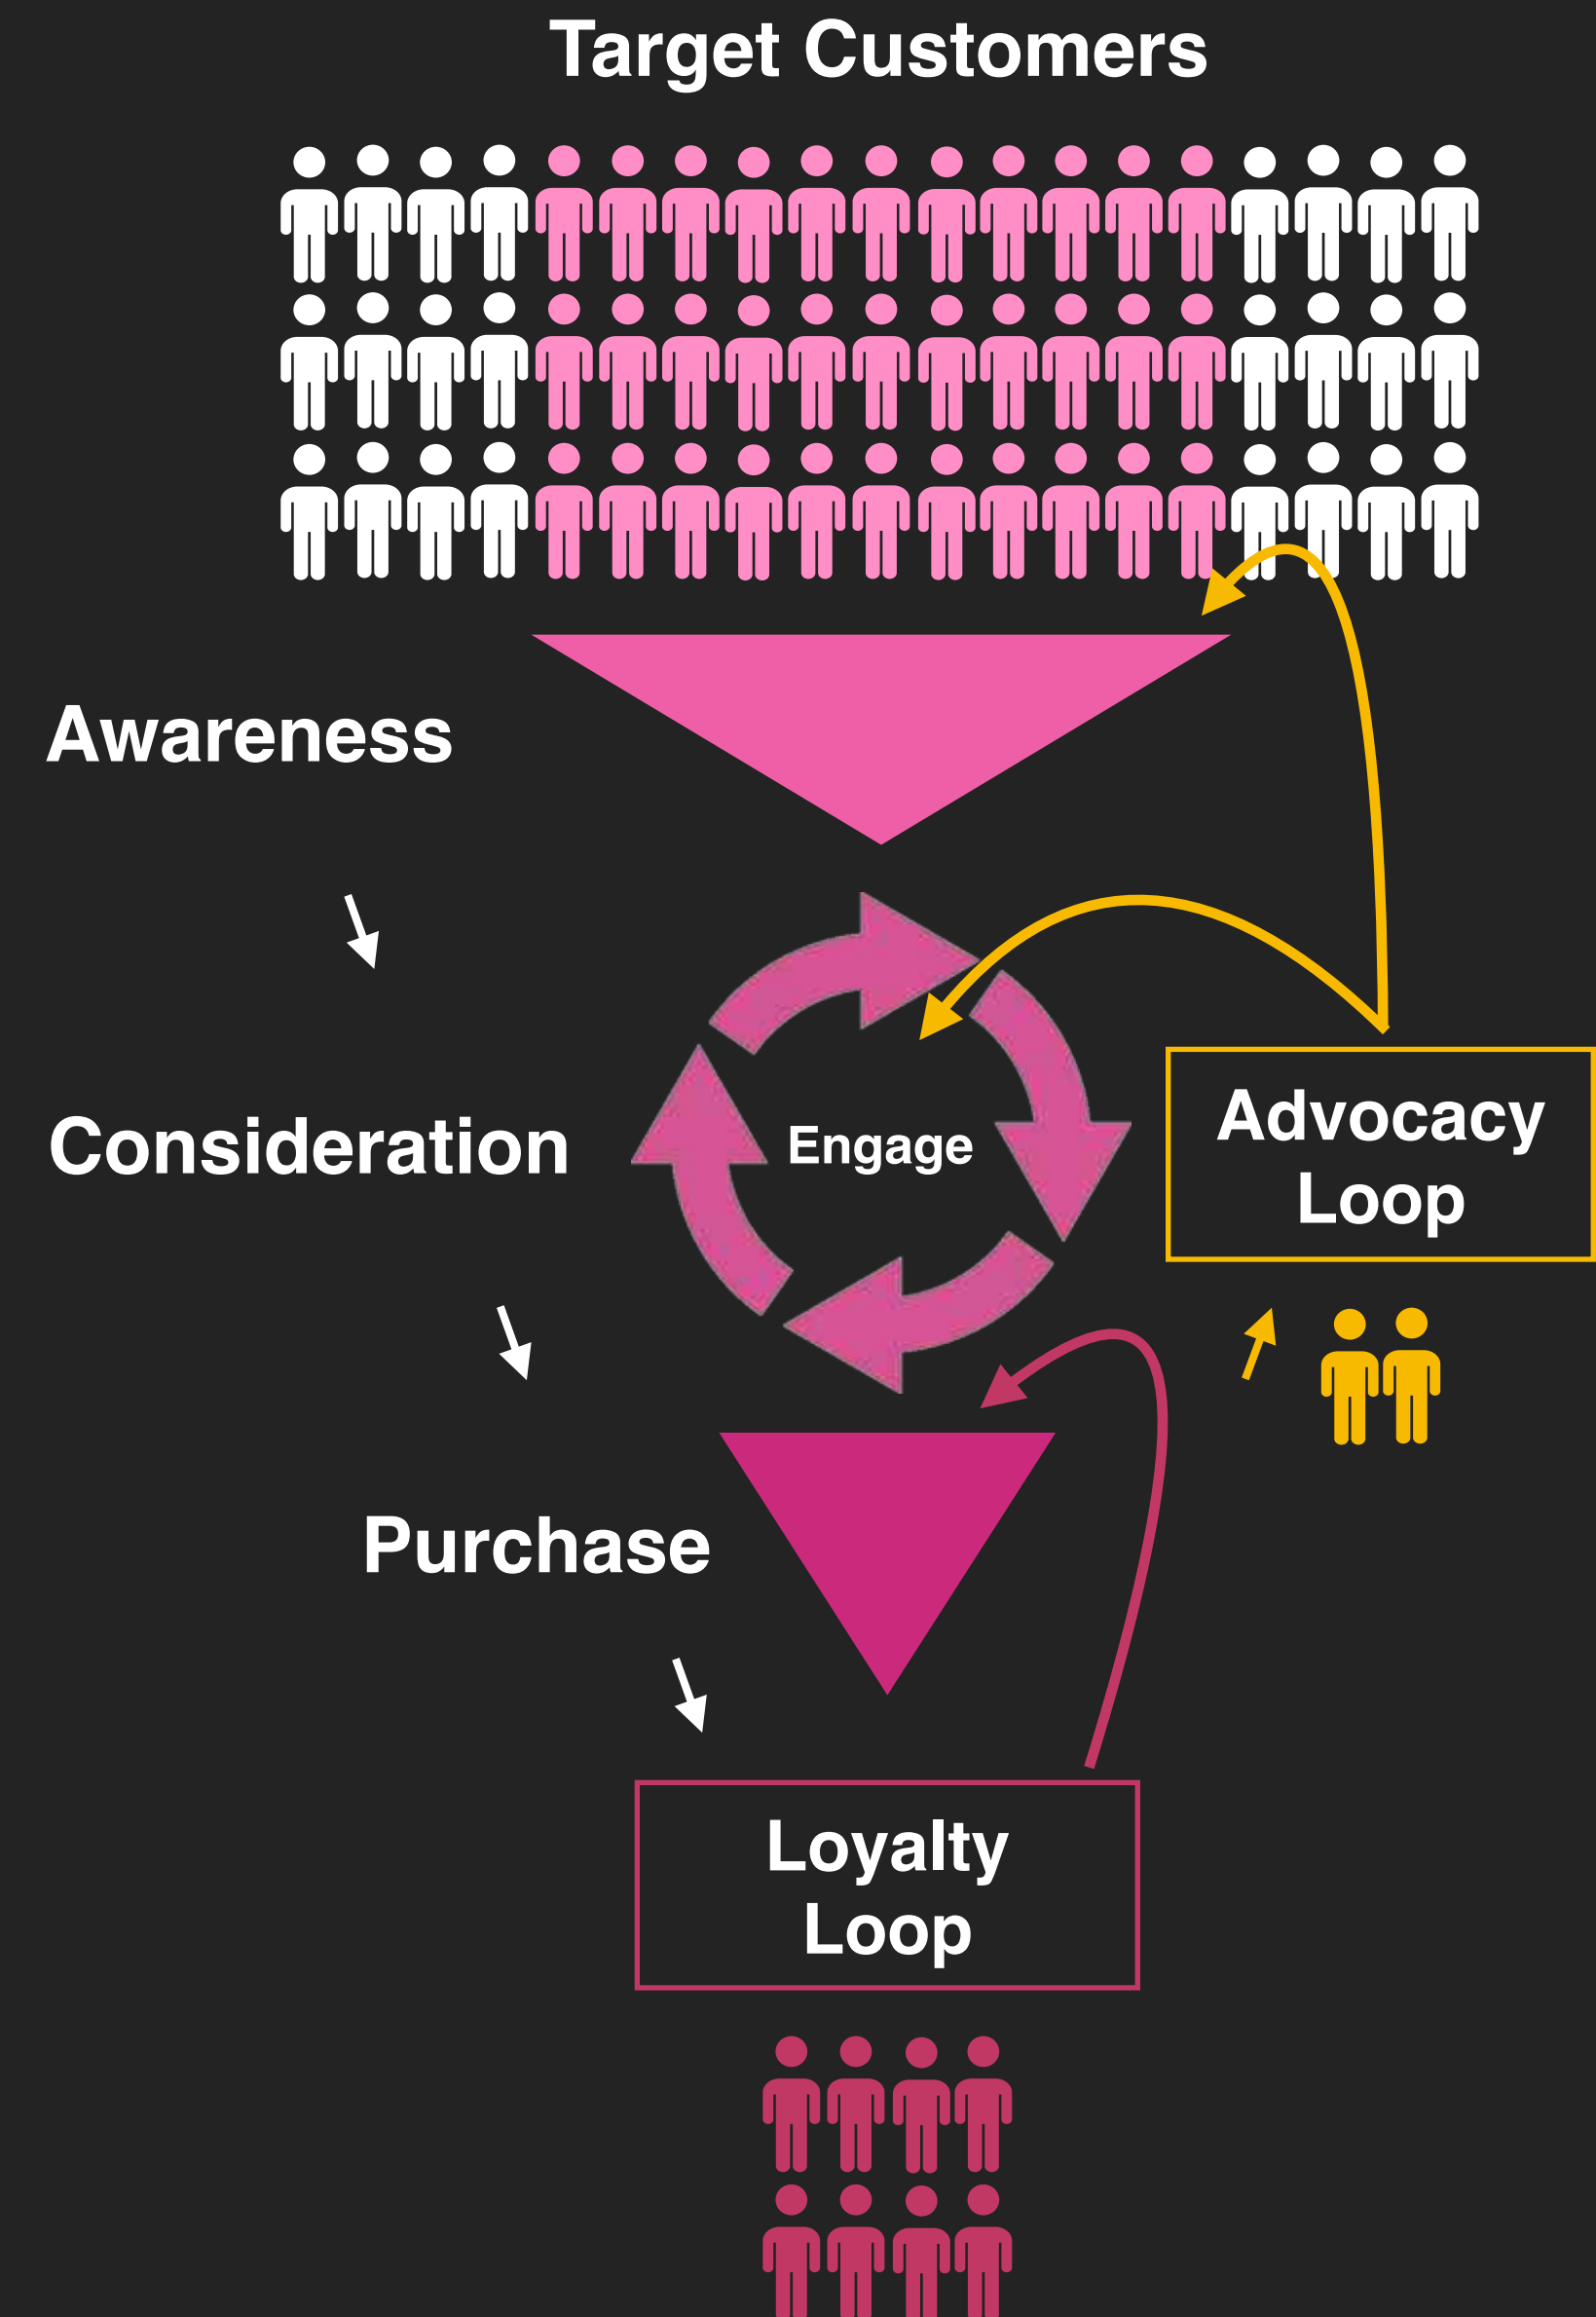 Target Customers
Awareness
Consideration
Engage
Advocacy
Loop
Purchase
Loyalty
Loop